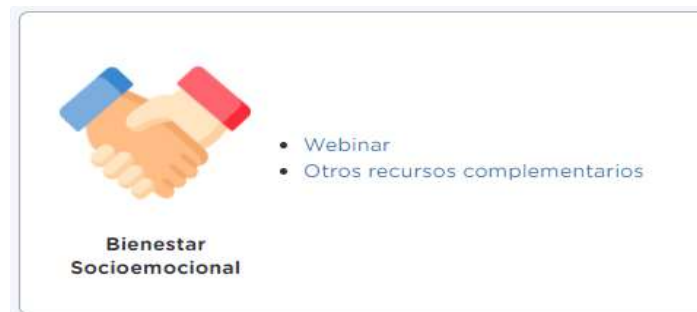 Webinar
Otros recursos complementarios
Bienestar
Socioemocional